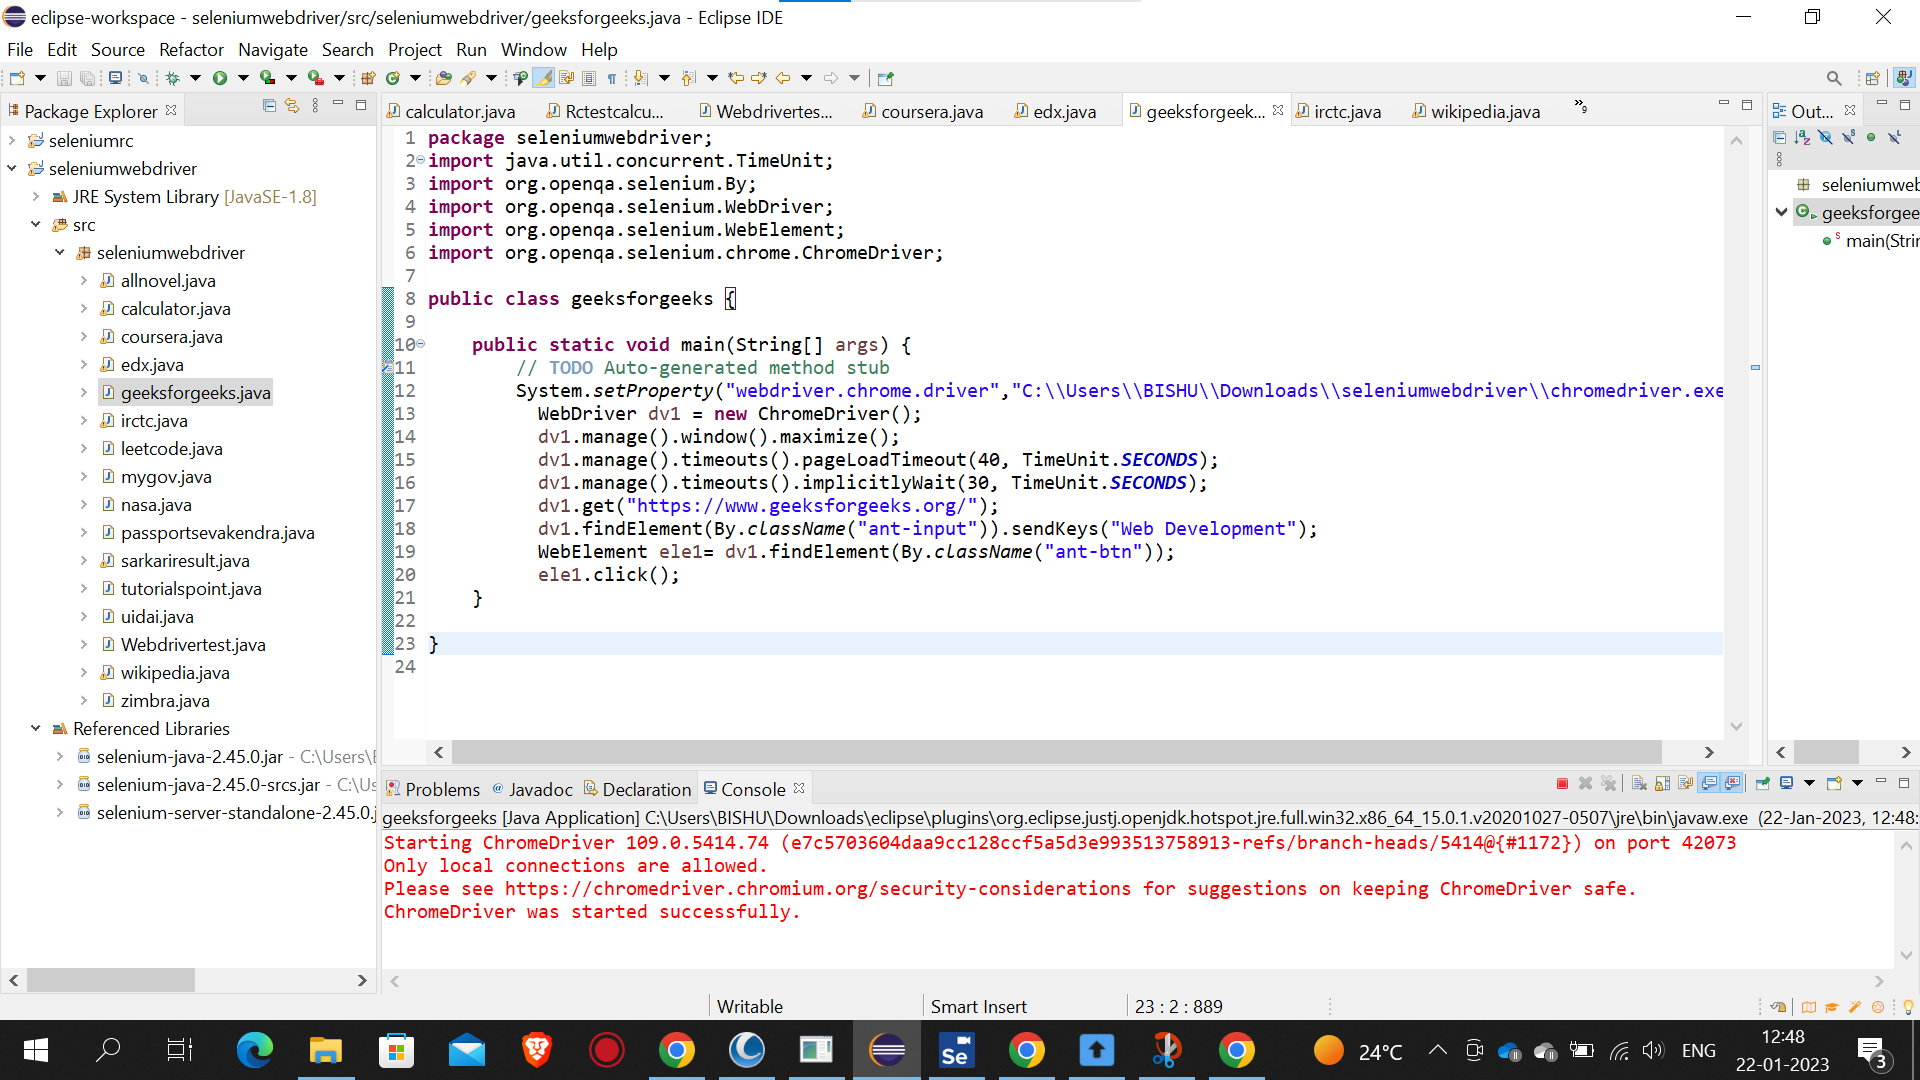 eclipse-workspace - seleniumwebdriver/src/seleniumwebdriver/geeksforgeeks.java - Eclipse IDE
File Edit Source Refactor Navigate Search Project Run Window Help
Package Explorer
seleniumrc
seleniumwebdriver
JRE System Library [JavaSE-1.8]
src
seleniumwebdriver
allnovel.java
calculator.java
coursera.java
edx.java
geeksforgeeks.java
irctc.java
leetcode.java
mygov.java
nasa.java
passportsevakendra.java
sarkariresult.java
tutorialspoint.java
uidai.java
Webdrivertest.java
wikipedia.java
zimbra.java
Referenced Libraries
selenium-java-2.45.0.jar - C:\Users\
selenium-java-2.45.0-srcs.jar - C:\Us
selenium-server-standalone-2.45.0.j
calculator.java Rctestcalcu... Webdrivertes... coursera.java edx.java geeksforgeek... irctc.java wikipedia.java »9
1 package seleniumwebdriver;
2 import java.util.concurrent.TimeUnit;
3 import org.openqa.selenium.By;
4 import org.openqa.selenium.WebDriver;
5 import org.openqa.selenium.WebElement;
6 import org.openqa.selenium.chrome.ChromeDriver;
7
8 public class geeksforgeeks {
9
10 public static void main(String[] args) {
11 // TODO Auto-generated method stub
12 System.setProperty("webdriver.chrome.driver","C:\\Users\\BISHU\\Downloads\\seleniumwebdriver\\chromedriver.exe
13 WebDriver dv1 = new ChromeDriver();
14 dv1.manage().window().maximize();
15 dv1.manage().timeouts().pageLoadTimeout(40, TimeUnit.SECONDS);
16 dv1.manage().timeouts().implicitlyWait(30, TimeUnit.SECONDS);
17 dv1.get("https://www.geeksforgeeks.org/");
18 dv1.findElement(By.className("ant-input")).sendKeys("Web Development");
19 WebElement ele1= dv1.findElement(By.className("ant-btn"));
20 ele1.click();
21 }
22
23 }
24
Out...
seleniumweb
geeksforgee
main(Strin
Problems @ Javadoc Declaration Console
geeksforgeeks [Java Application] C:\Users\BISHU\Downloads\eclipse\plugins\org.eclipse.justj.openjdk.hotspot.jre.full.win32.x86_64_15.0.1.v20201027-0507\jre\bin\javaw.exe (22-Jan-2023, 12:48:
Starting ChromeDriver 109.0.5414.74 (e7c5703604daa9cc128ccf5a5d3e993513758913-refs/branch-heads/5414@{#1172}) on port 42073
Only local connections are allowed.
Please see https://chromedriver.chromium.org/security-considerations for suggestions on keeping ChromeDriver safe.
ChromeDriver was started successfully.
Writable Smart Insert 23 : 2 : 889
Se 24°C ENG 12:48
22-01-2023 3